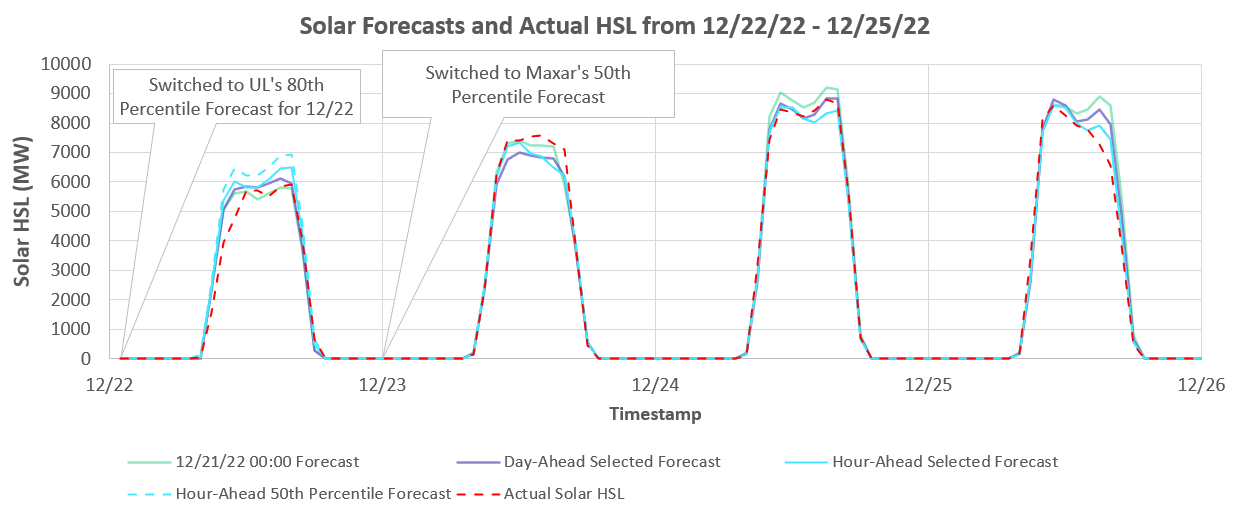 Solar Forecasts and Actual HSL from 12/22/22 - 12/25/22
Switched to UL's 80th
Percentile Forecast for 12/22
Switched to Maxar's 50th
Percentile Forecast
Solar HSL (MW)
10000
9000
8000
7000
6000
5000
4000
3000
2000
1000
0
12/22
12/23
12/24
12/25
12/26
Timestamp
12/21/22 00:00 Forecast
Day-Ahead Selected Forecast
Hour-Ahead Selected Forecast
Hour-Ahead 50th Percentile Forecast
Actual Solar HSL